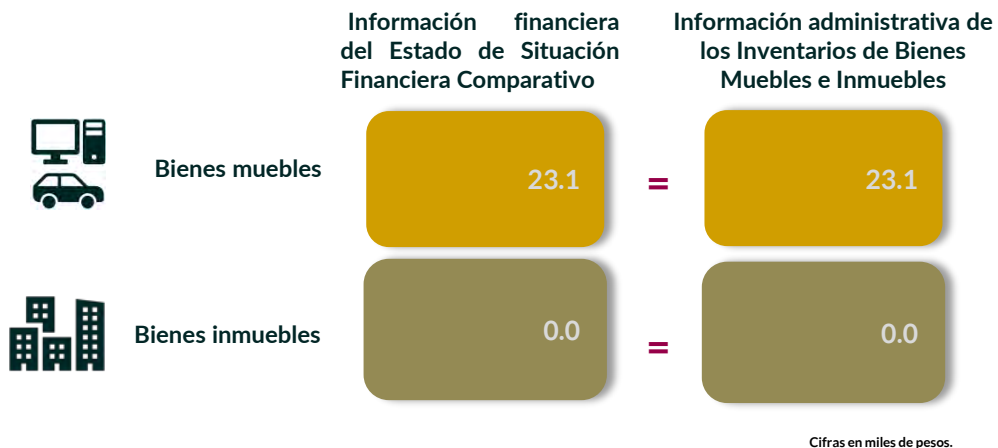 Información financiera
del Estado de Situación
Financiera Comparativo
Información administrativa de
los Inventarios de Bienes
Muebles e Inmuebles
Bienes muebles
23.1
=
23.1
Bienes inmuebles
0.0
=
0.0
Cifras en miles de pesos.